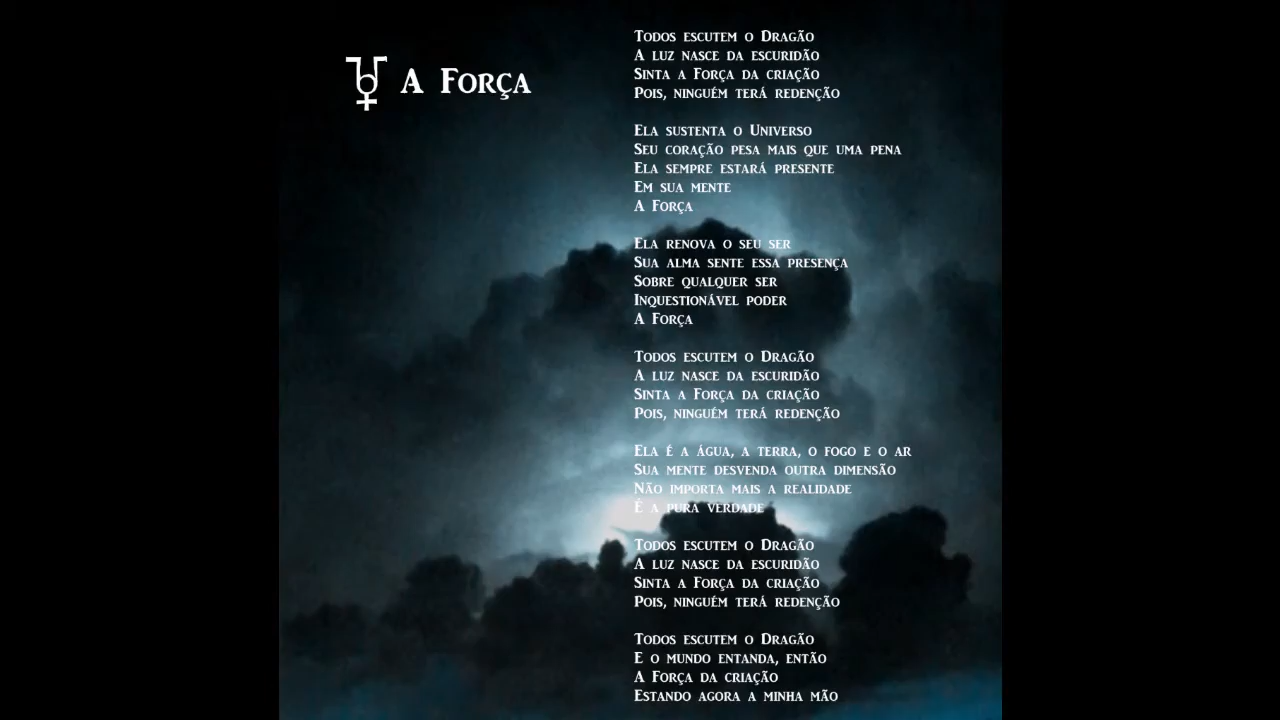 A Força
Todos escutem o Dragão
A luz nasce da escuridão
Sinta a Força da criação
Pois, ninguém terá redenção
Ela sustenta o Universo
Seu coração pesa mais que uma pena
Ela sempre estará presente
Em sua mente
A Força
Ela renova o seu ser
Sua alma sente essa presença
Sobre qualquer ser
Inquestionável poder
A Força
Todos escutem o Dragão
A luz nasce da escuridão
Sinta a Força da criação
Pois, ninguém terá redenção
Ela é a água, a terra, o fogo e o ar
Sua mente desvenda outra dimensão
Não importa mais a realidade
É a pura verdade
Todos escutem o Dragão
A luz nasce da escuridão
Sinta a Força da criação
Pois, ninguém terá redenção
Todos escutem o Dragão
E o mundo entanda, então
A Força da criação
Estando agora a minha mão